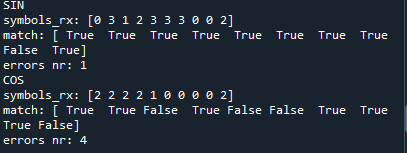 SIN
symbols_rx: [0 3 1 2 3 3 3 0 0 2]
match: [ True  True  True  True  True  True  True  True
False  True]
errors nr: 1
COS
symbols_rx: [2 2 2 2 1 0 0 0 0 2]
match: [ True  True False  True False False  True  True
True False]
errors nr: 4